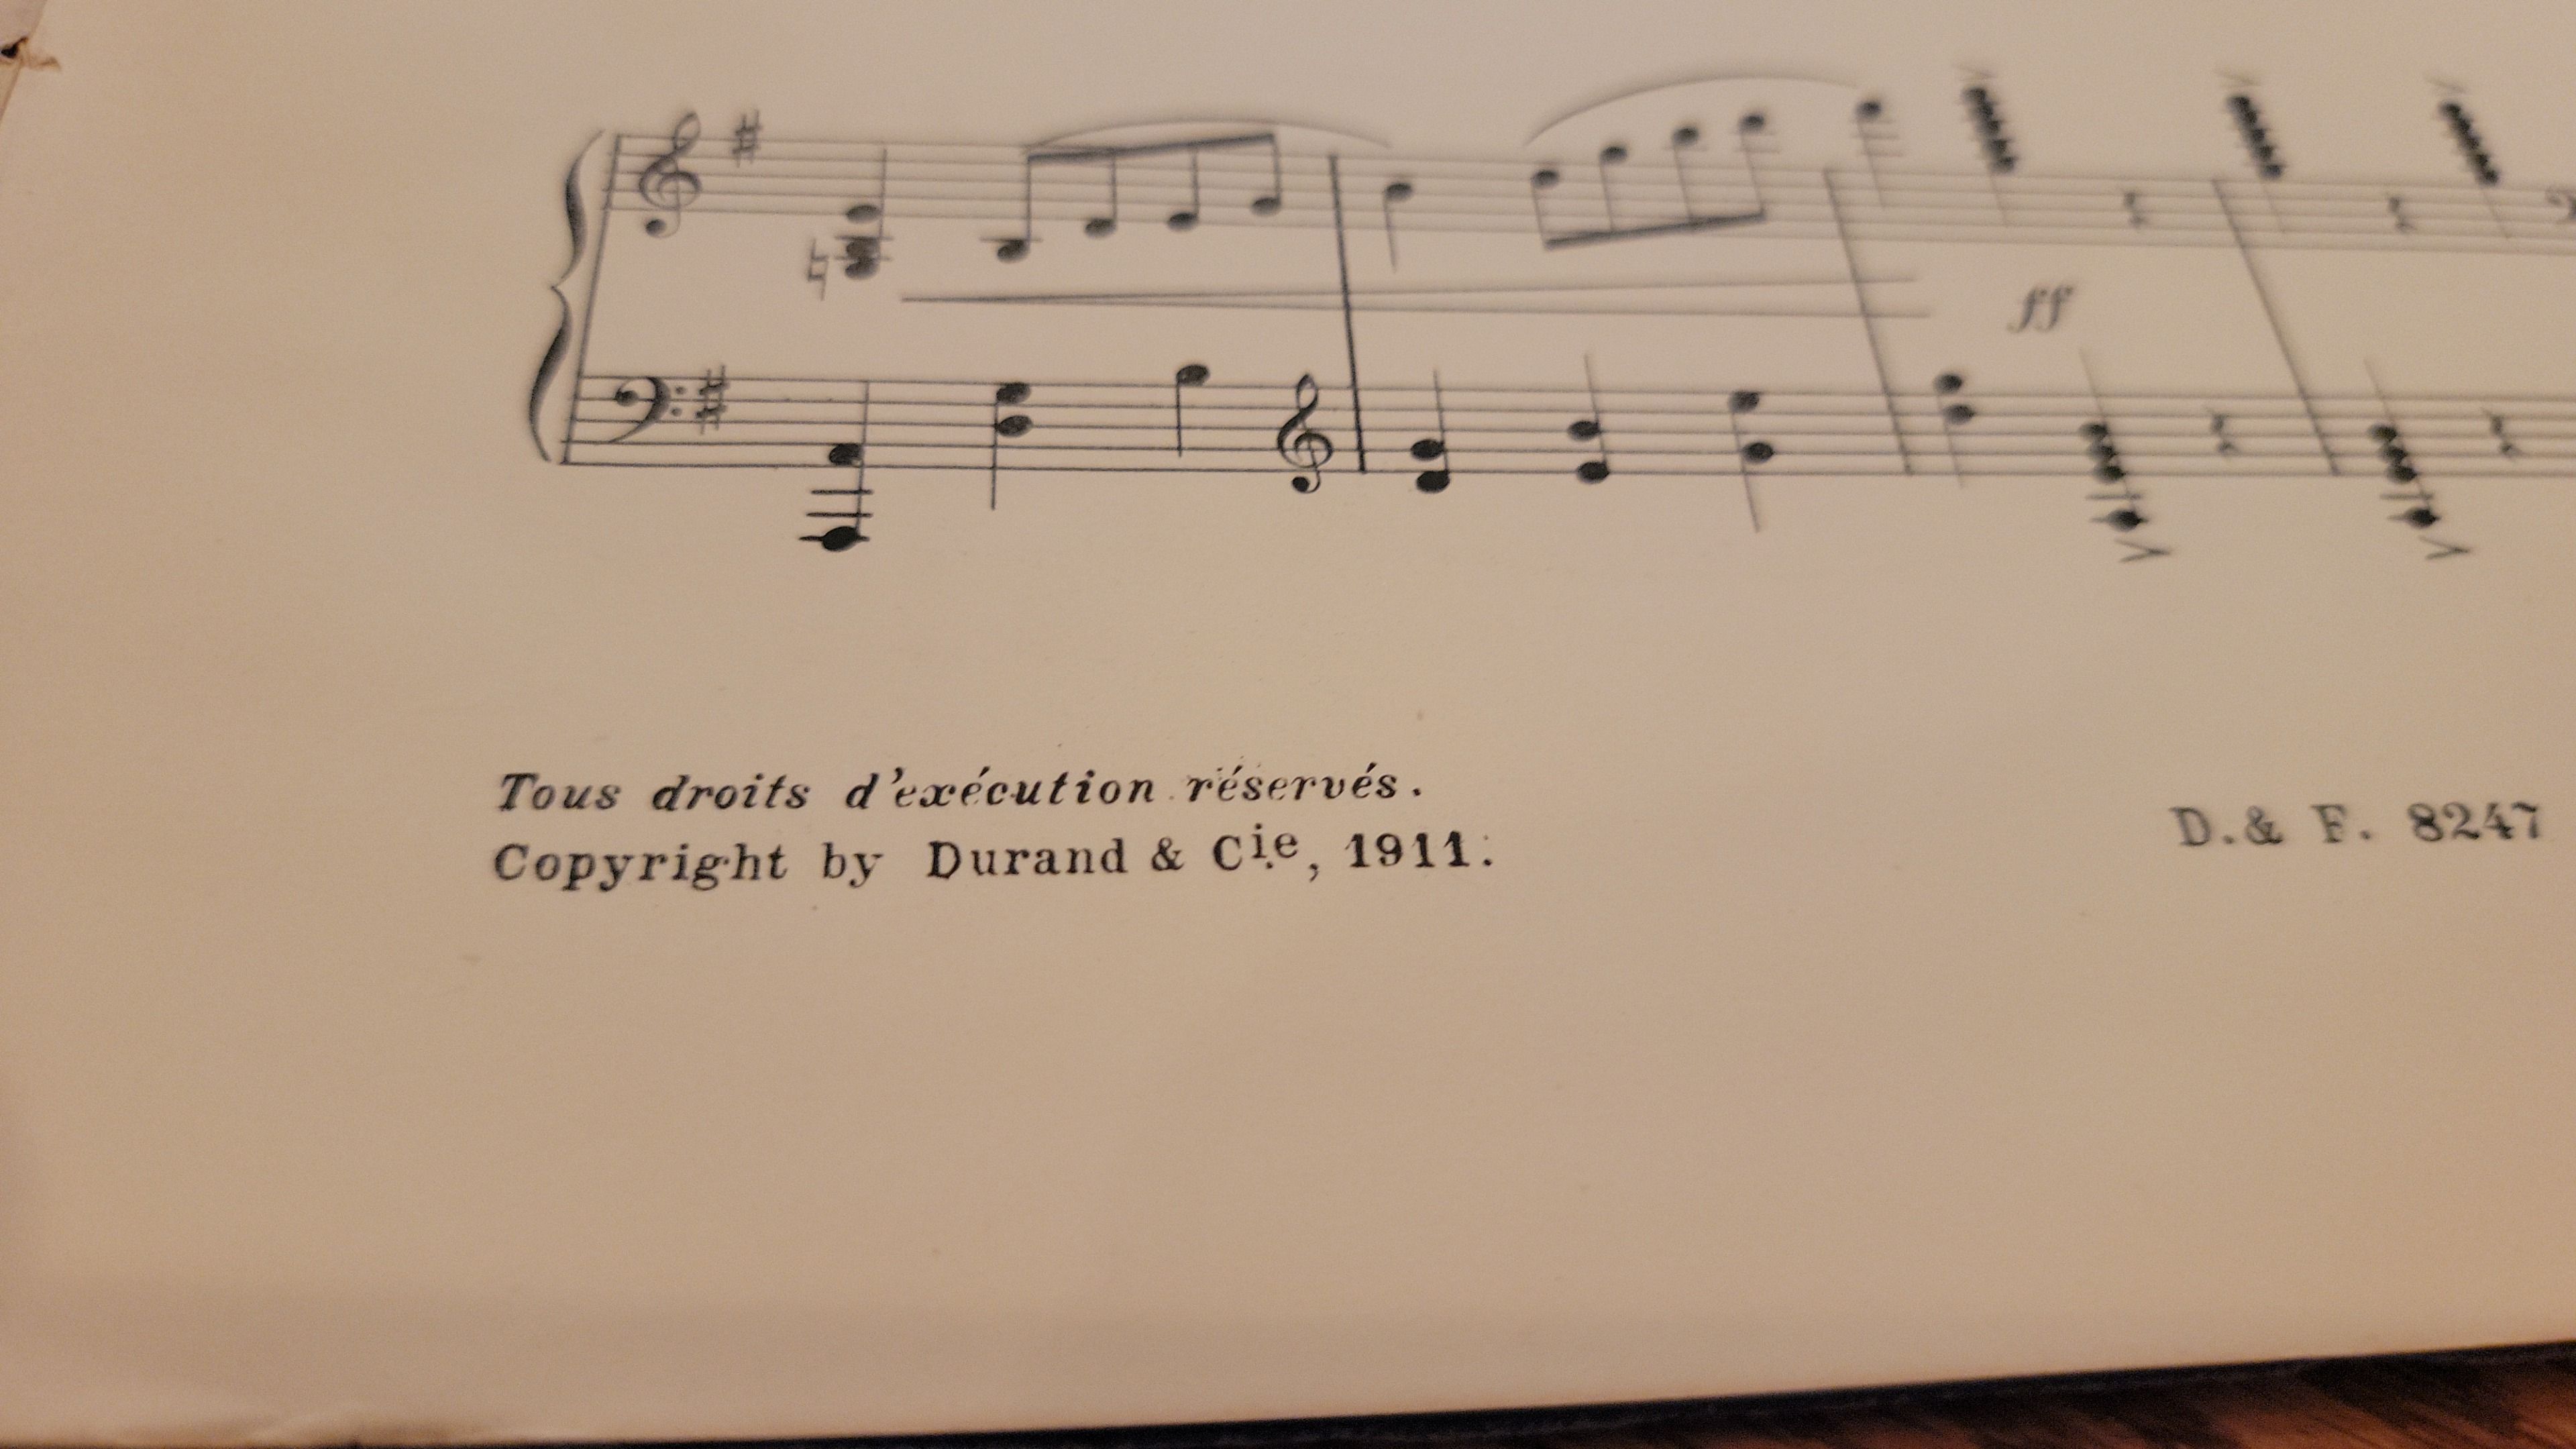 ff
Tous droits d'exécution réservés.
Copyright by Durand & Cie, 1911.
D. & F. 8247